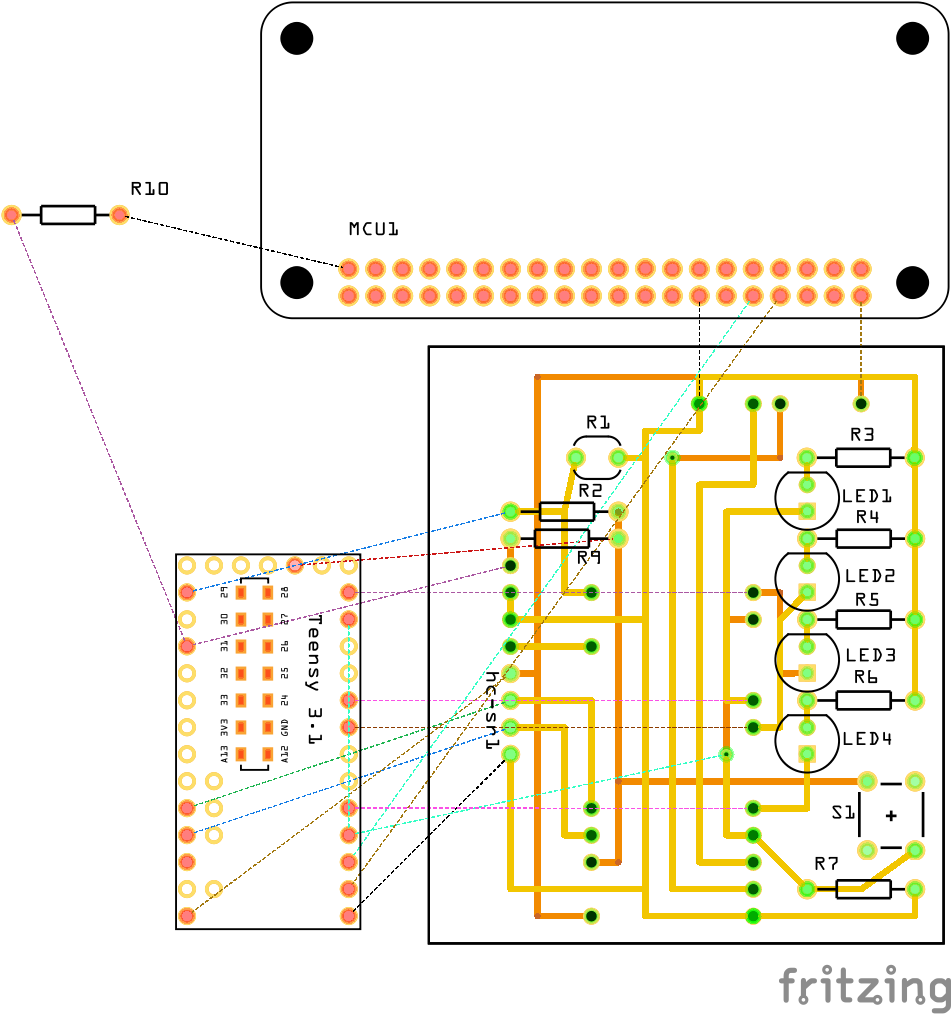 R10
MCU1
R1
R3
R2
LED1
R4
R9
LED2
R5
LED3
R6
LED4
29
28
30
27
31
26
32
25
33
24
3V3
GND
A13
A12
Teensy 3.1
hc-sr1
S1
+
R7
fritzing